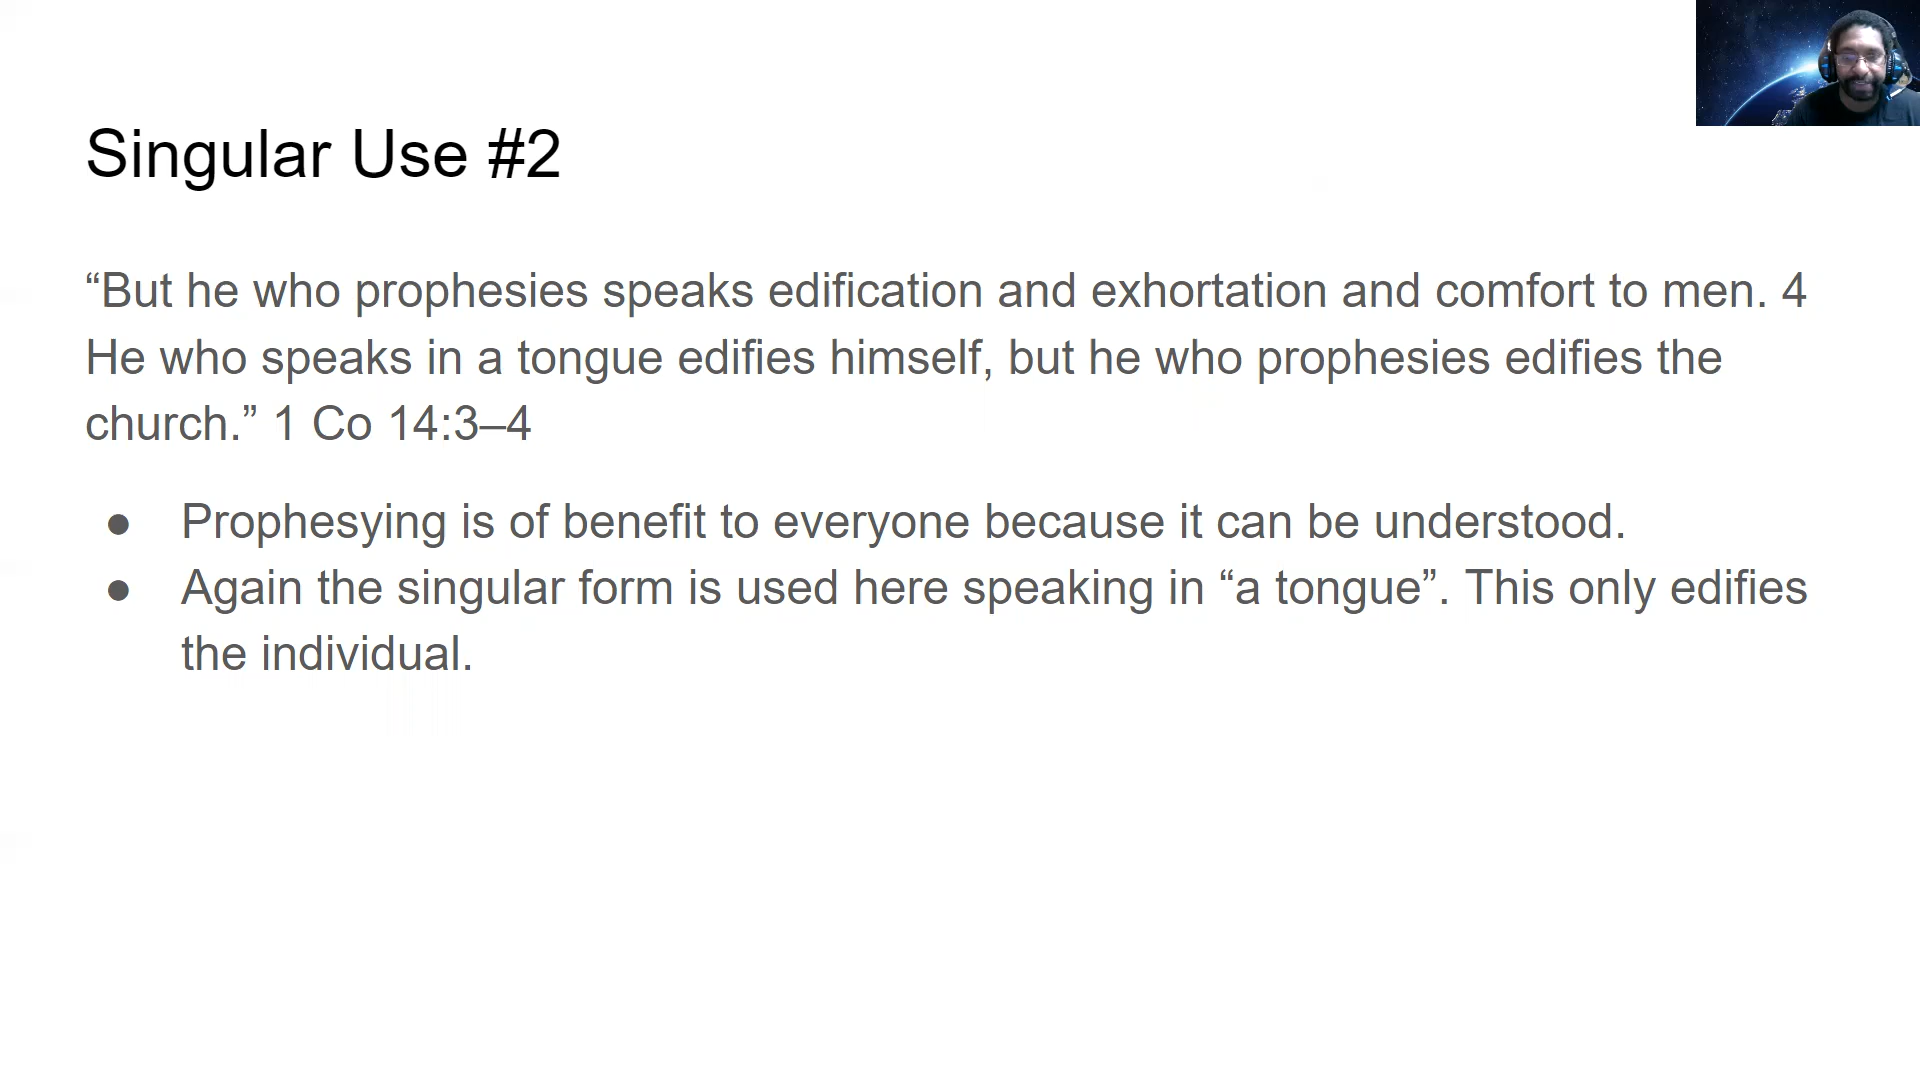 Singular Use #2
“But he who prophesies speaks edification and exhortation and comfort to men. 4
He who speaks in a tongue edifies himself, but he who prophesies edifies the
church.” 1 Co 14:3–4
● Prophesying is of benefit to everyone because it can be understood.
● Again the singular form is used here speaking in “a tongue”. This only edifies
the individual.